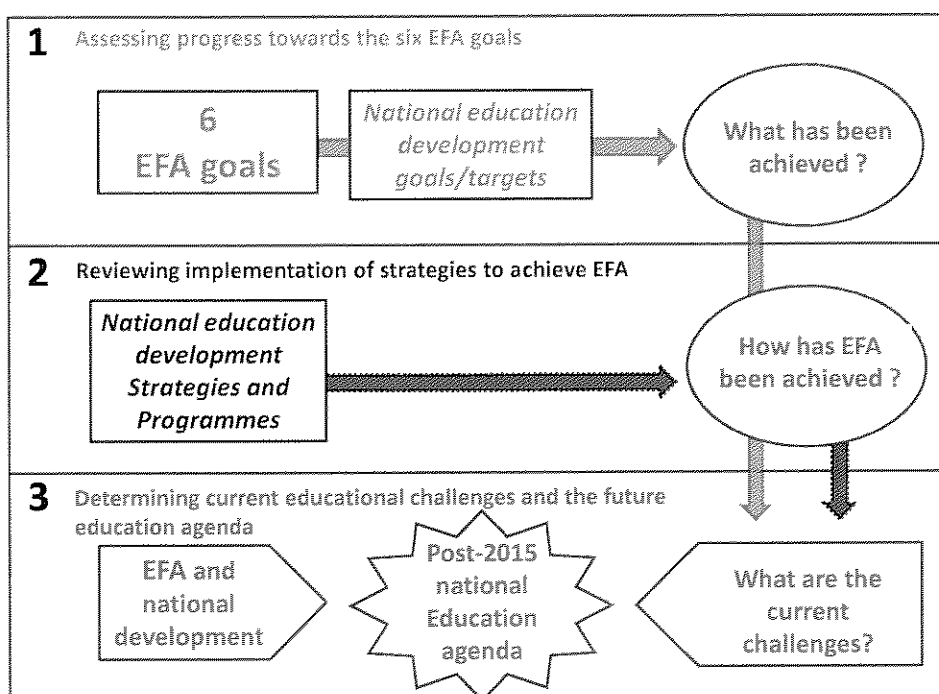 1 Assessing progress towards the six EFA goals
6
EFA goals
National education
development
goals/targets
What has been
achieved ?
2 Reviewing implementation of strategies to achieve EFA
National education
development
Strategies and
Programmes
How has EFA
been achieved ?
3 Determining current educational challenges and the future
education agenda
EFA and
national
development
Post-2015
national
Education
agenda
What are the
current
challenges?